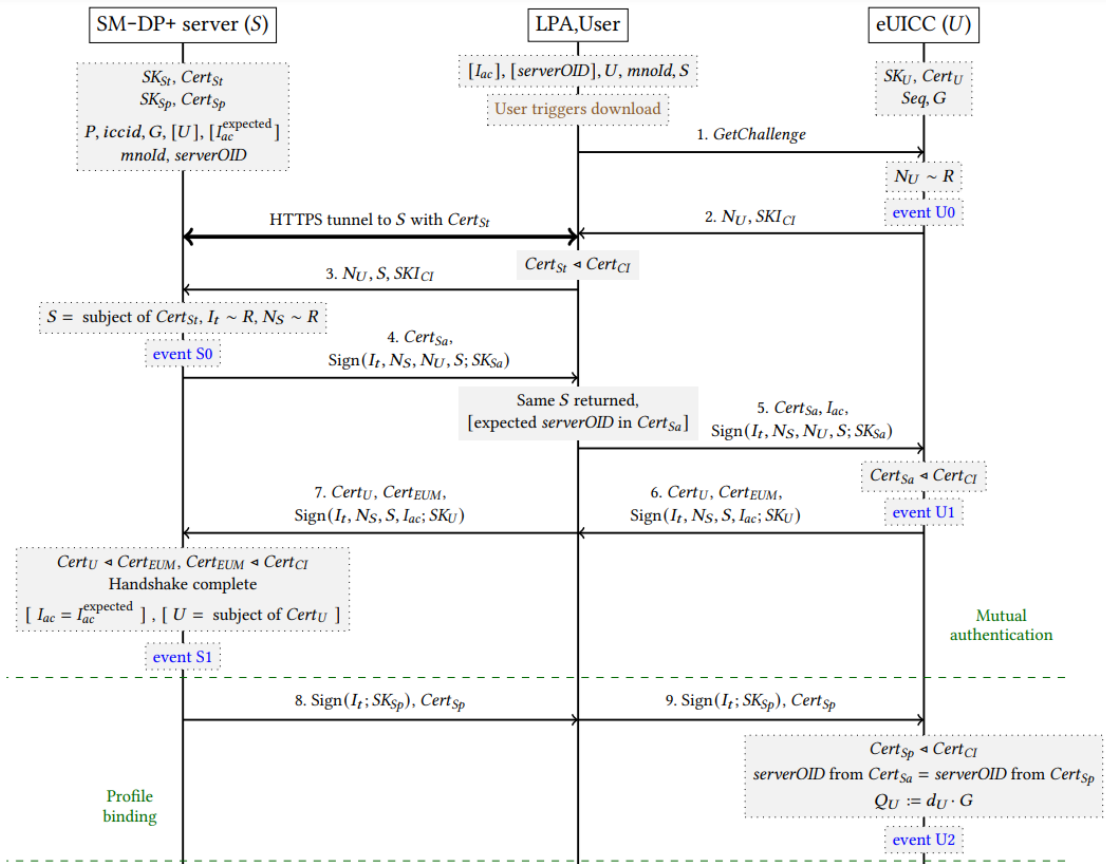 SM-DP+ server (S)
LPA,User
eUICC (U)
SK_St, Cert_St
SK_Sp, Cert_Sp
P, iccid, G, [U], [I_ac^expected]
mnoId, serverOID
[I_ac], [serverOID], U, mnoId, S
User triggers download
SK_U, Cert_U
Seq, G
1. GetChallenge
N_U ∼ R
event U0
HTTPS tunnel to S with Cert_St
2. N_U, SKI_CI
Cert_St ◂ Cert_CI
3. N_U, S, SKI_CI
S = subject of Cert_St, I_t ∼ R, N_S ∼ R
event S0
4. Cert_Sa,
Sign(I_t, N_S, N_U, S; SK_Sa)
Same S returned,
[expected serverOID in Cert_Sa]
5. Cert_Sa, I_ac,
Sign(I_t, N_S, N_U, S; SK_Sa)
Cert_Sa ◂ Cert_CI
event U1
7. Cert_U, Cert_EUM,
Sign(I_t, N_S, S, I_ac; SK_U)
6. Cert_U, Cert_EUM,
Sign(I_t, N_S, S, I_ac; SK_U)
Cert_U ◂ Cert_EUM, Cert_EUM ◂ Cert_CI
Handshake complete
[ I_ac = I_ac^expected ] , [ U = subject of Cert_U ]
event S1
Mutual
authentication
8. Sign(I_t; SK_Sp), Cert_Sp
9. Sign(I_t; SK_Sp), Cert_Sp
Cert_Sp ◂ Cert_CI
serverOID from Cert_Sa = serverOID from Cert_Sp
Q_U := d_U · G
Profile
binding
event U2